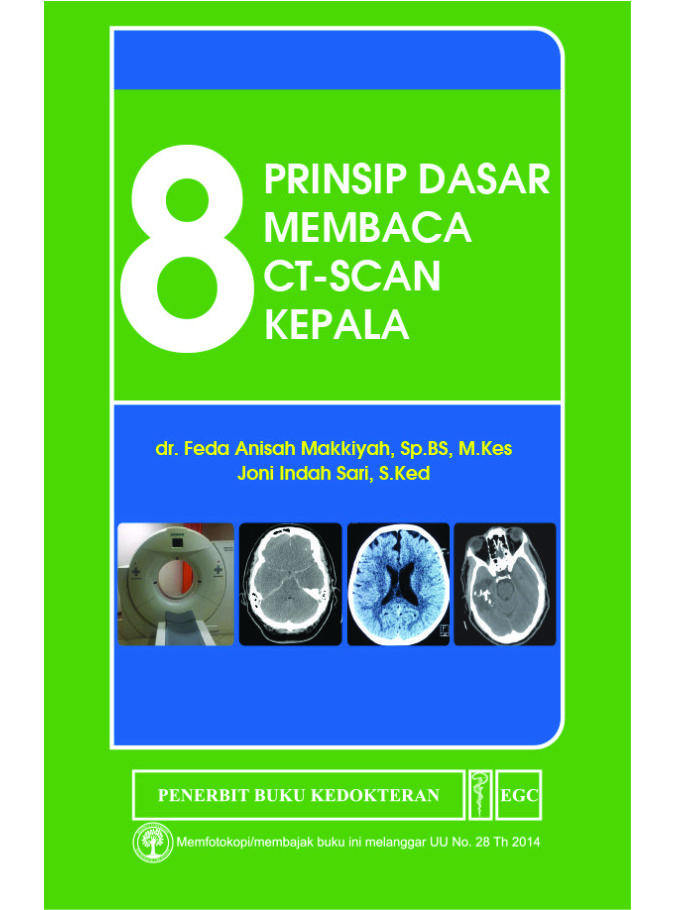 8
PRINSIP DASAR
MEMBACA
CT-SCAN
KEPALA
dr. Feda Anisah Makkiyah, Sp.BS, M.Kes
Joni Indah Sari, S.Ked
PENERBIT BUKU KEDOKTERAN
EGC
Memfotokopi/membajak buku ini melanggar UU No. 28 Th 2014